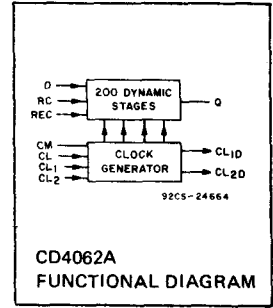 D
RC
REC
200 DYNAMIC
STAGES
Q
CM
CL
CL1
CL2
CLOCK
GENERATOR
CL1D
CL2D
92CS-24664
CD4062A
FUNCTIONAL DIAGRAM